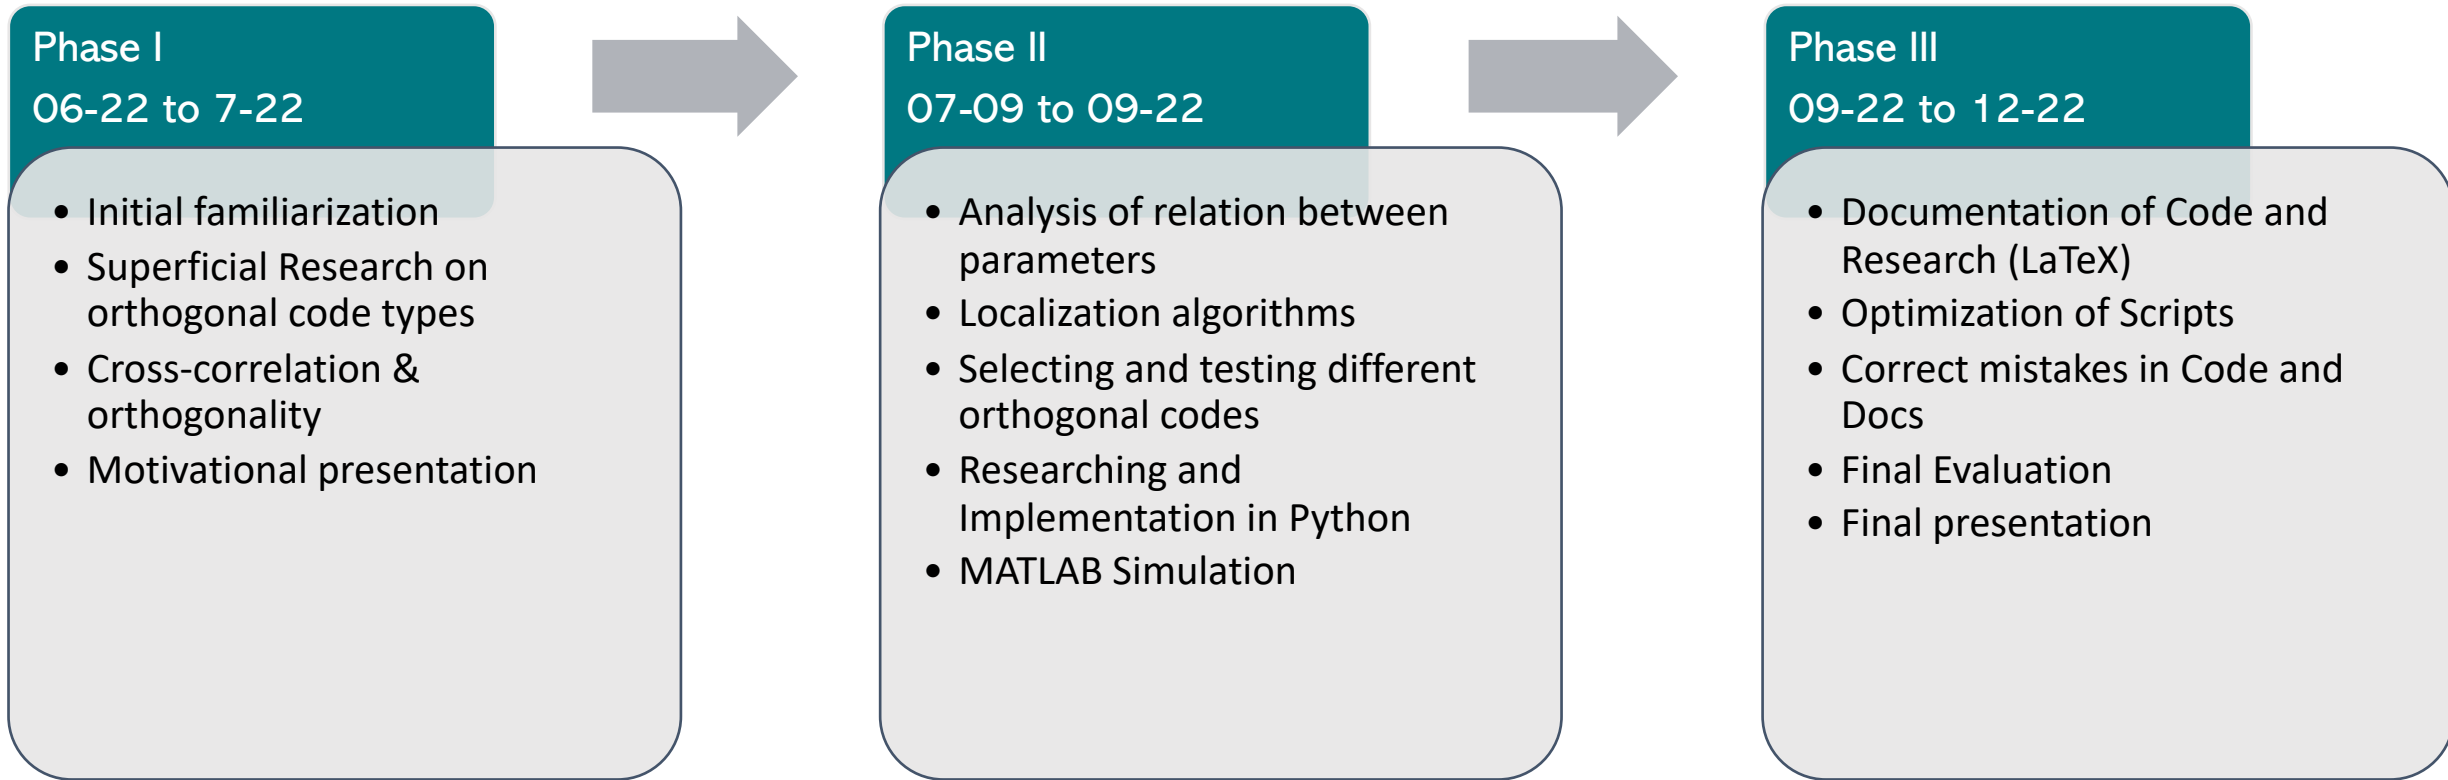 Phase I
06-22 to 7-22
• Initial familiarization
• Superficial Research on
orthogonal code types
• Cross-correlation &
orthogonality
• Motivational presentation
Phase II
07-09 to 09-22
• Analysis of relation between
parameters
• Localization algorithms
• Selecting and testing different
orthogonal codes
• Researching and
Implementation in Python
• MATLAB Simulation
Phase III
09-22 to 12-22
• Documentation of Code and
Research (LaTeX)
• Optimization of Scripts
• Correct mistakes in Code and
Docs
• Final Evaluation
• Final presentation